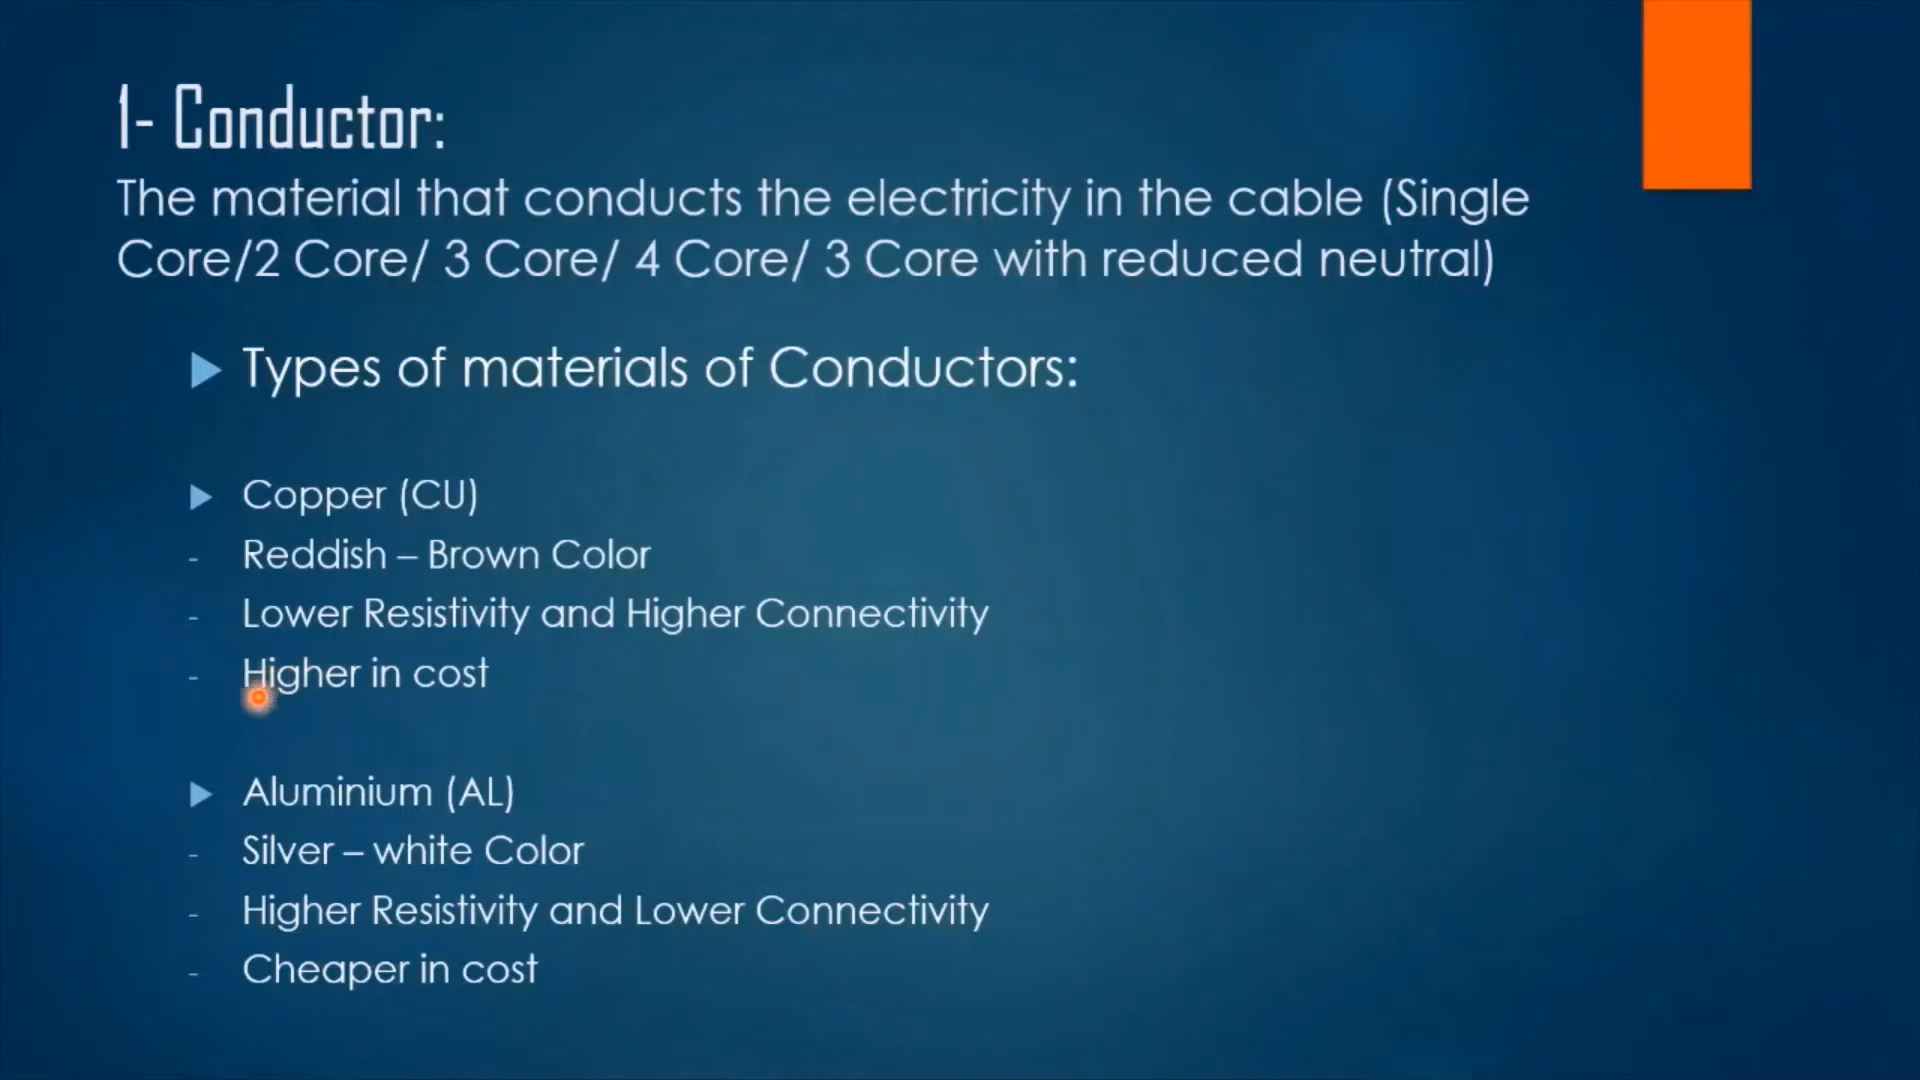 1- Conductor:
The material that conducts the electricity in the cable (Single
Core/2 Core/ 3 Core/ 4 Core/ 3 Core with reduced neutral)
Types of materials of Conductors:
Copper (CU)
- Reddish – Brown Color
- Lower Resistivity and Higher Connectivity
- Higher in cost
Aluminium (AL)
- Silver – white Color
- Higher Resistivity and Lower Connectivity
- Cheaper in cost